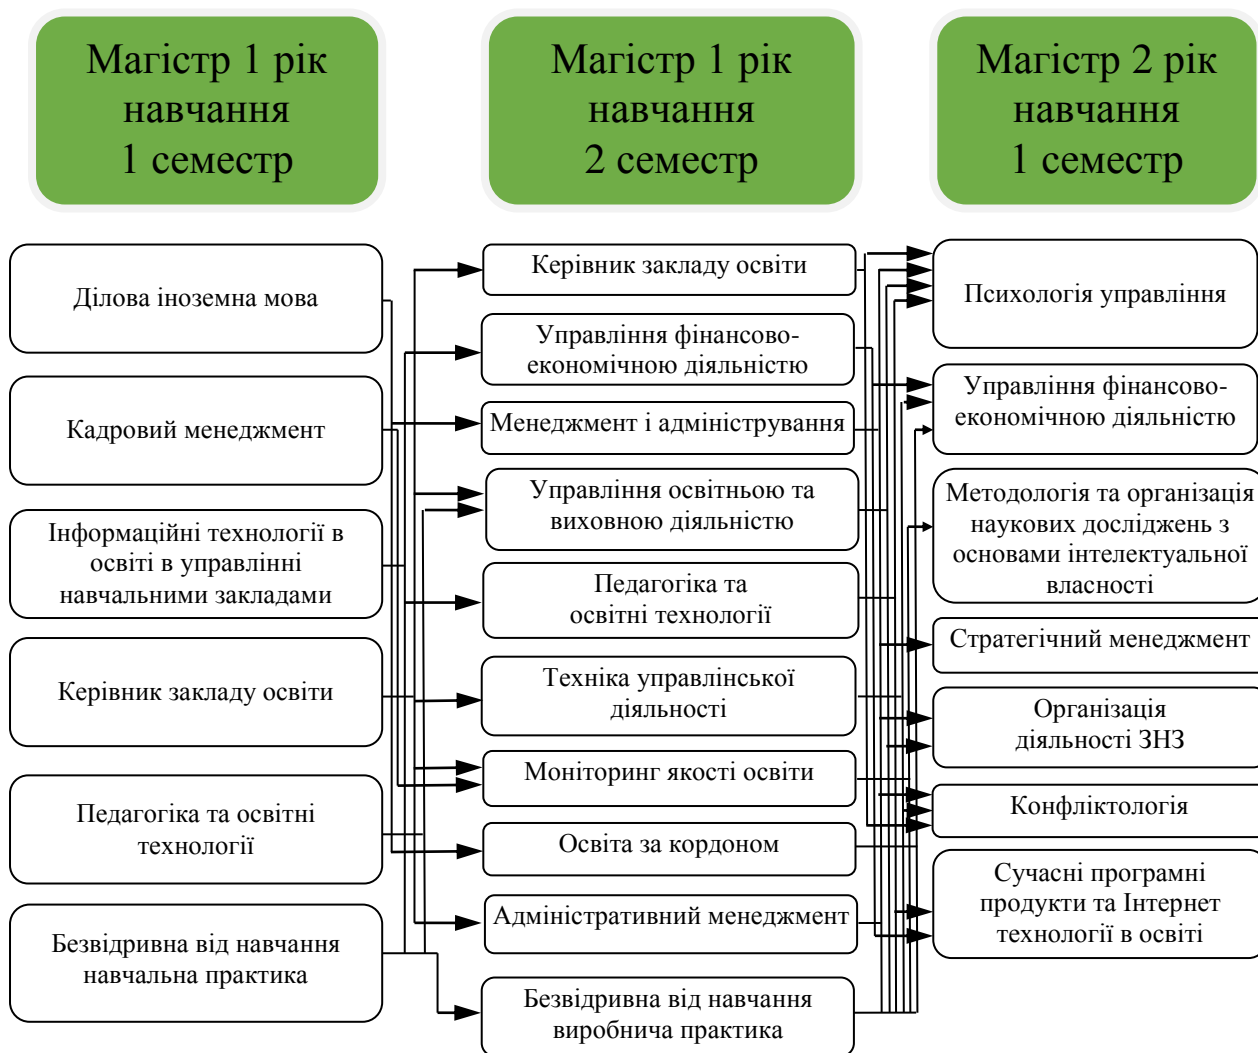 Магістр 1 рік
навчання
1 семестр
Магістр 1 рік
навчання
2 семестр
Магістр 2 рік
навчання
1 семестр
Ділова іноземна мова
Кадровий менеджмент
Інформаційні технології в
освіті в управлінні
навчальними закладами
Керівник закладу освіти
Педагогіка та освітні
технології
Безвідривна від навчання
навчальна практика
Керівник закладу освіти
Управління фінансово-
економічною діяльністю
Менеджмент і адміністрування
Управління освітньою та
виховною діяльністю
Педагогіка та
освітні технології
Техніка управлінської
діяльності
Моніторинг якості освіти
Освіта за кордоном
Адміністративний менеджмент
Безвідривна від навчання
виробнича практика
Психологія управління
Управління фінансово-
економічною діяльністю
Методологія та організація
наукових досліджень з
основами інтелектуальної
власності
Стратегічний менеджмент
Організація
діяльності ЗНЗ
Конфліктологія
Сучасні програмні
продукти та Інтернет
технології в освіті